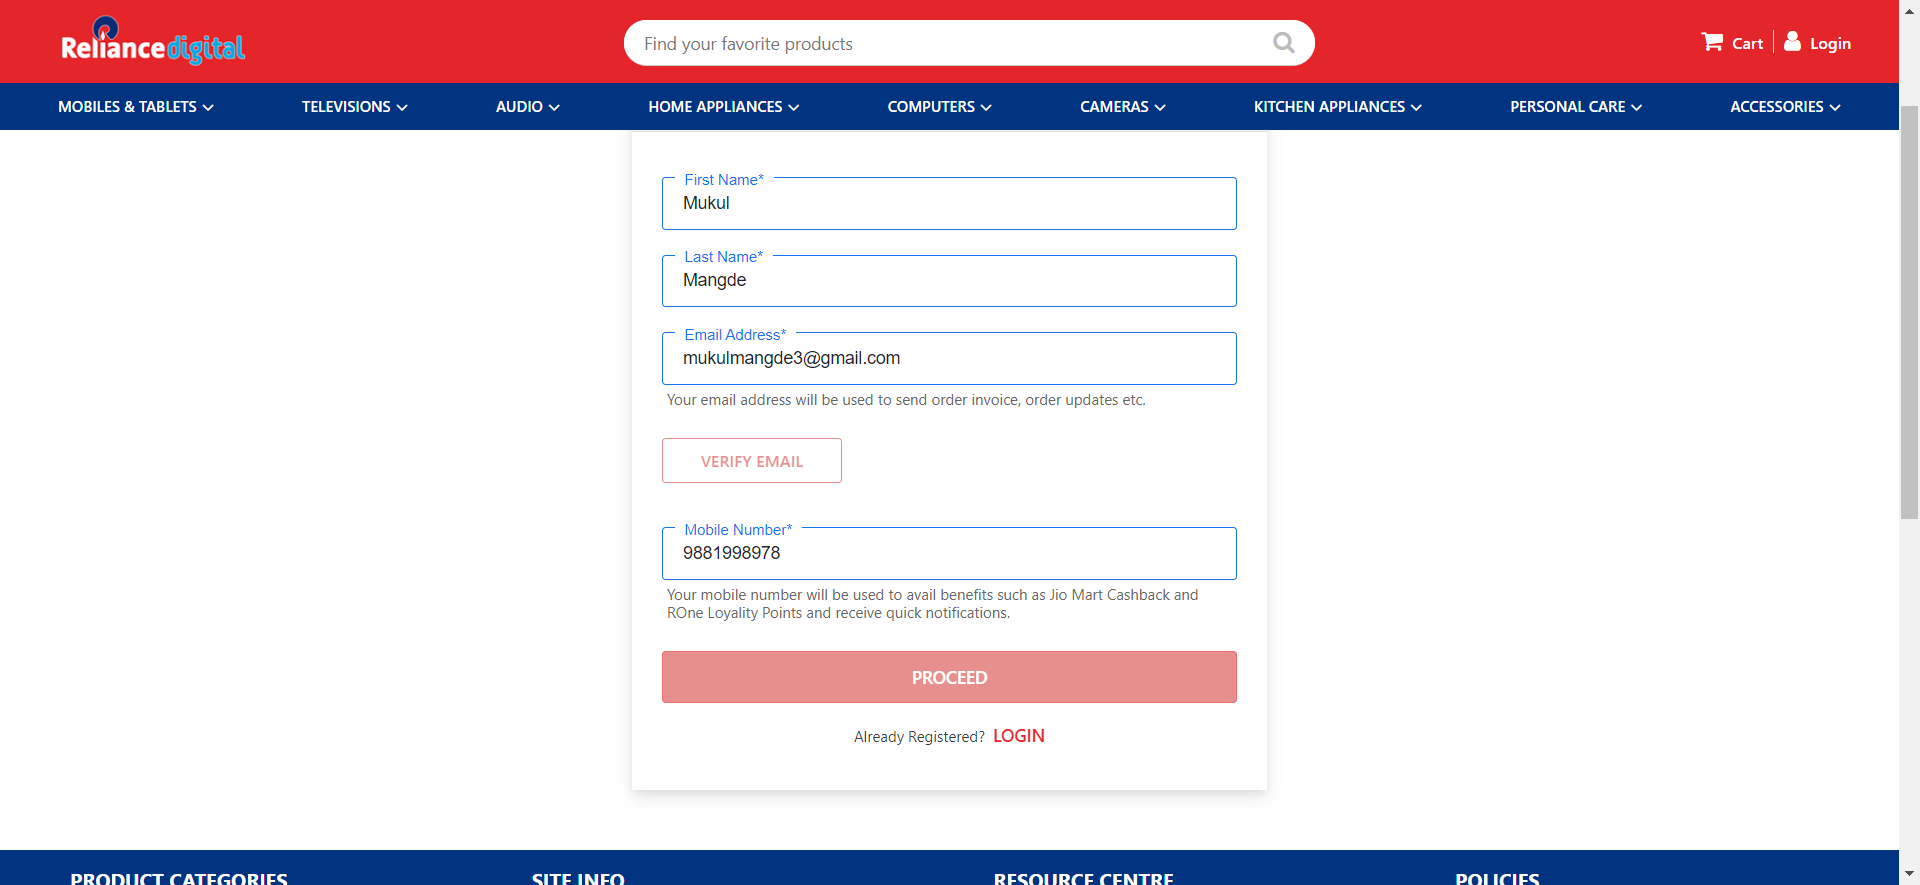 Reliance digital
Find your favorite products
Cart
Login
MOBILES & TABLETS
TELEVISIONS
AUDIO
HOME APPLIANCES
COMPUTERS
CAMERAS
KITCHEN APPLIANCES
PERSONAL CARE
ACCESSORIES
First Name*
Mukul
Last Name*
Mangde
Email Address*
mukulmangde3@gmail.com
Your email address will be used to send order invoice, order updates etc.
VERIFY EMAIL
Mobile Number*
9881998978
Your mobile number will be used to avail benefits such as Jio Mart Cashback and
ROne Loyality Points and receive quick notifications.
PROCEED
Already Registered? LOGIN
PRODUCT CATEGORIES
SITE INFO
RESOURCE CENTRE
POLICIES